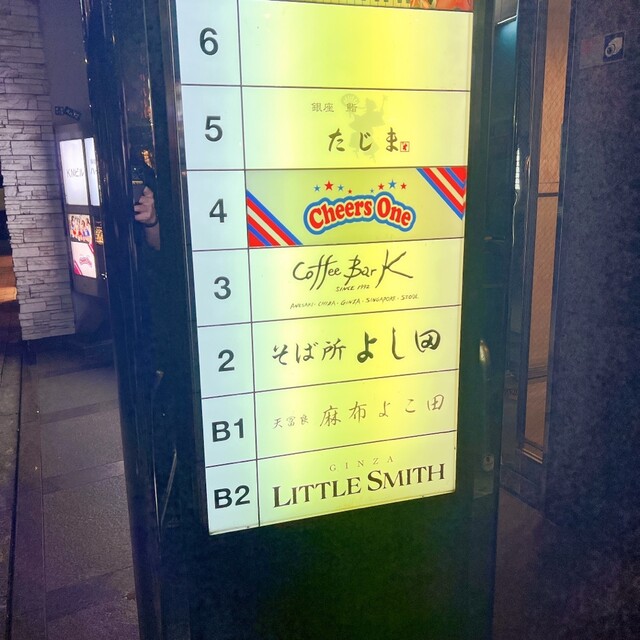 6
5
銀座 鮨
たじま
4
Cheers One
3
Coffee Bar K
SINCE 1992
2
そば所 よし田
B1
天富良 麻布よこ田
B2
GINZA
LITTLE SMITH